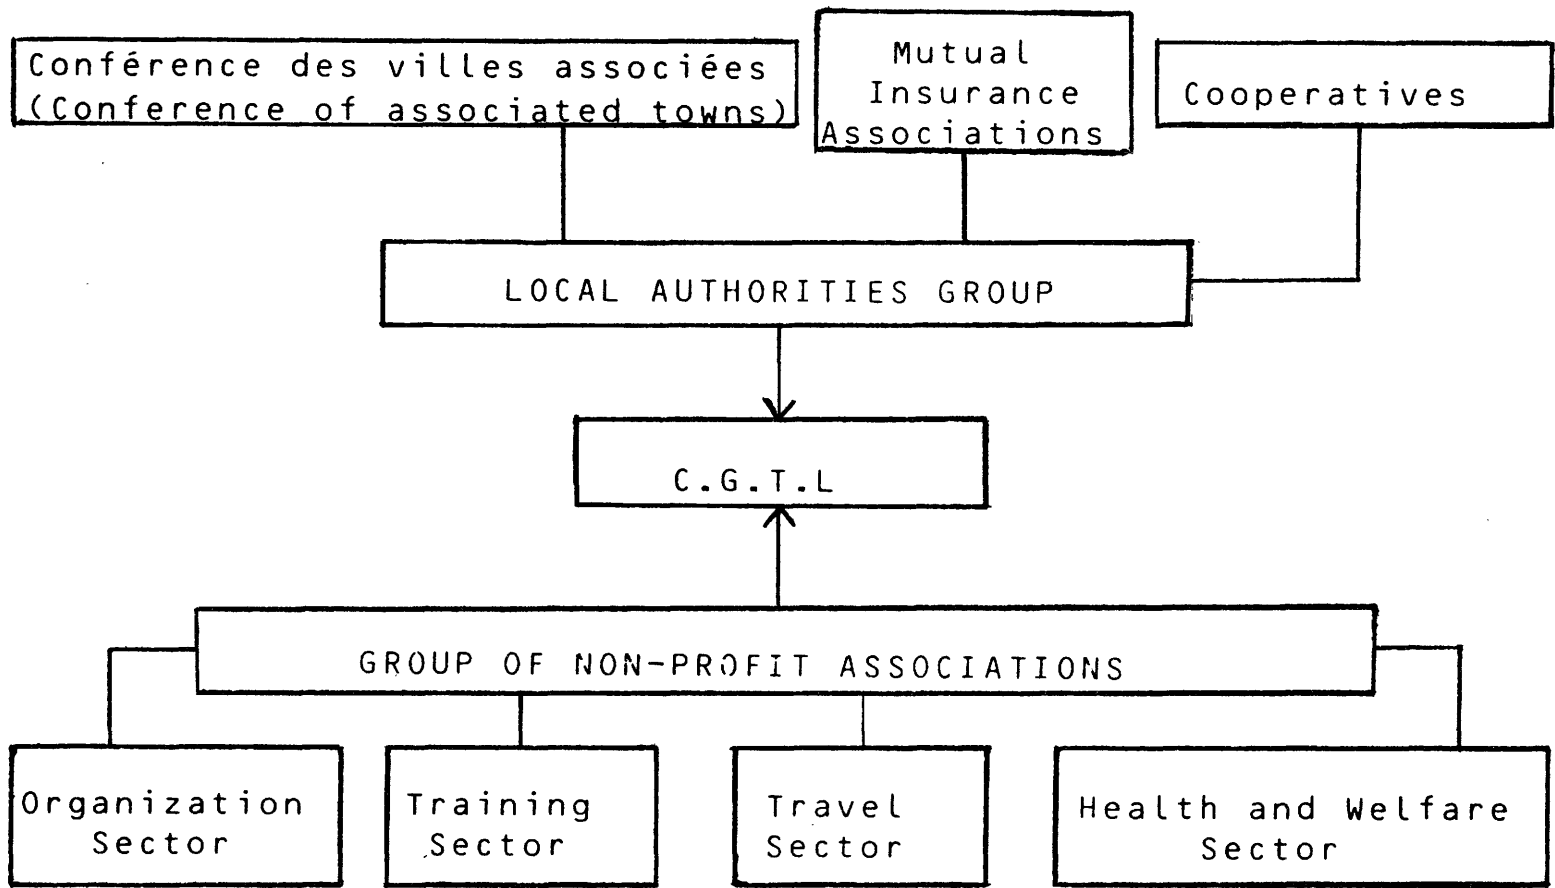 Conférence des villes associées
(Conference of associated towns)
Mutual
Insurance
Associations
Cooperatives
LOCAL AUTHORITIES GROUP
C.G.T.L
GROUP OF NON-PROFIT ASSOCIATIONS
Organization
Sector
Training
Sector
Travel
Sector
Health and Welfare
Sector